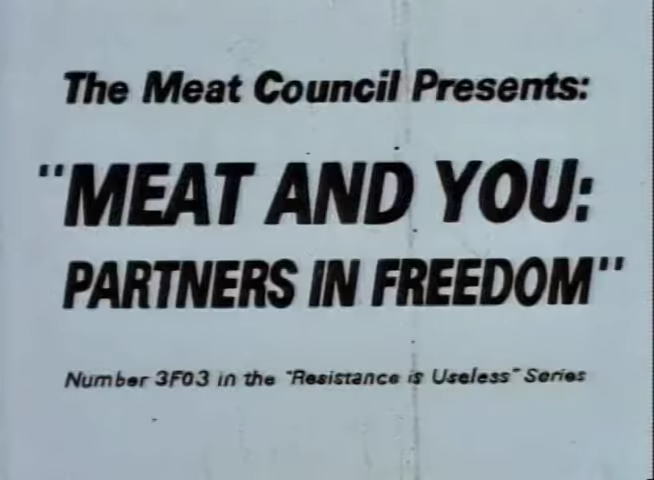 The Meat Council Presents:
"MEAT AND YOU:
PARTNERS IN FREEDOM"
Number 3F03 in the "Resistance is Useless" Series